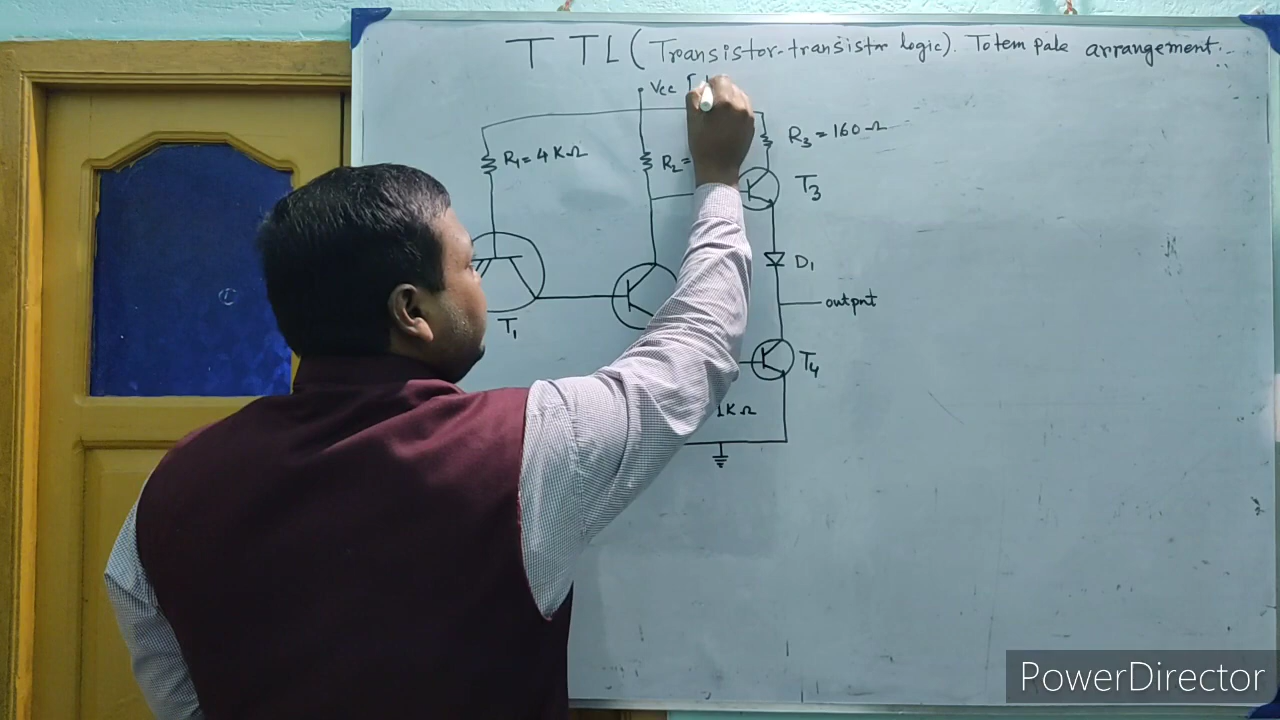 TTL (Transistor-transistor logic). Totem pale arrangement..
Vcc [
R₃ = 160Ω
R₁ = 4KΩ
R₂ =
T₃
D₁
output
T₁
T₄
1KΩ
PowerDirector